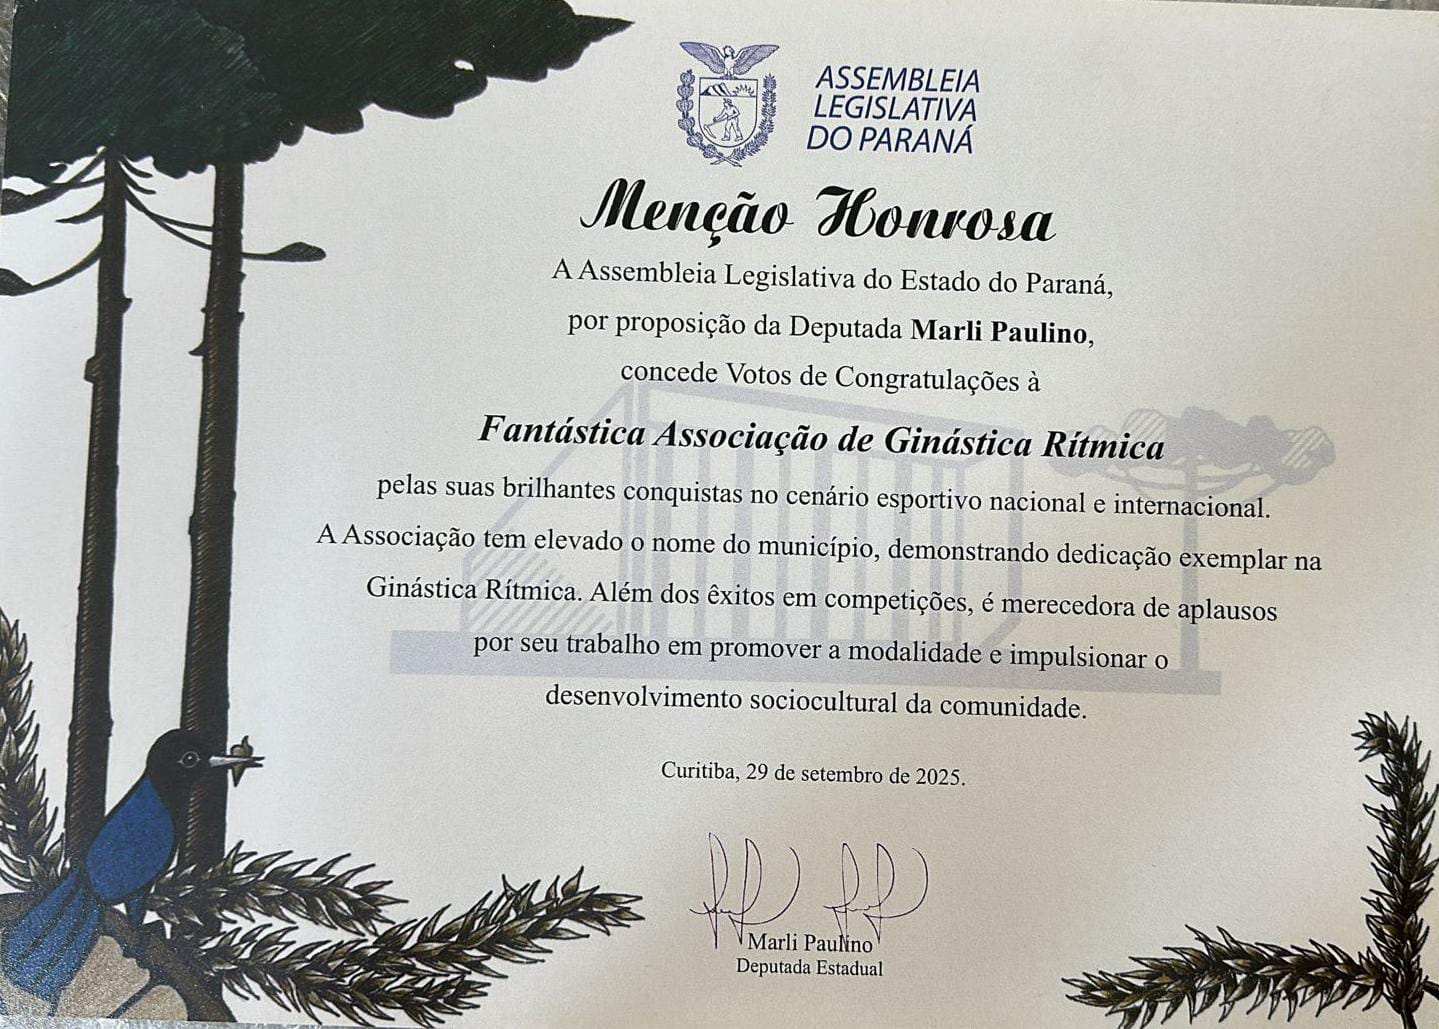 ASSEMBLEIA
LEGISLATIVA
DO PARANÁ
Menção Honrosa
A Assembleia Legislativa do Estado do Paraná,
por proposição da Deputada Marli Paulino,
concede Votos de Congratulações à
Fantástica Associação de Ginástica Rítmica
pelas suas brilhantes conquistas no cenário esportivo nacional e internacional.
A Associação tem elevado o nome do município, demonstrando dedicação exemplar na
Ginástica Rítmica. Além dos êxitos em competições, é merecedora de aplausos
por seu trabalho em promover a modalidade e impulsionar o
desenvolvimento sociocultural da comunidade.
Curitiba, 29 de setembro de 2025.
Marli Paulino
Deputada Estadual